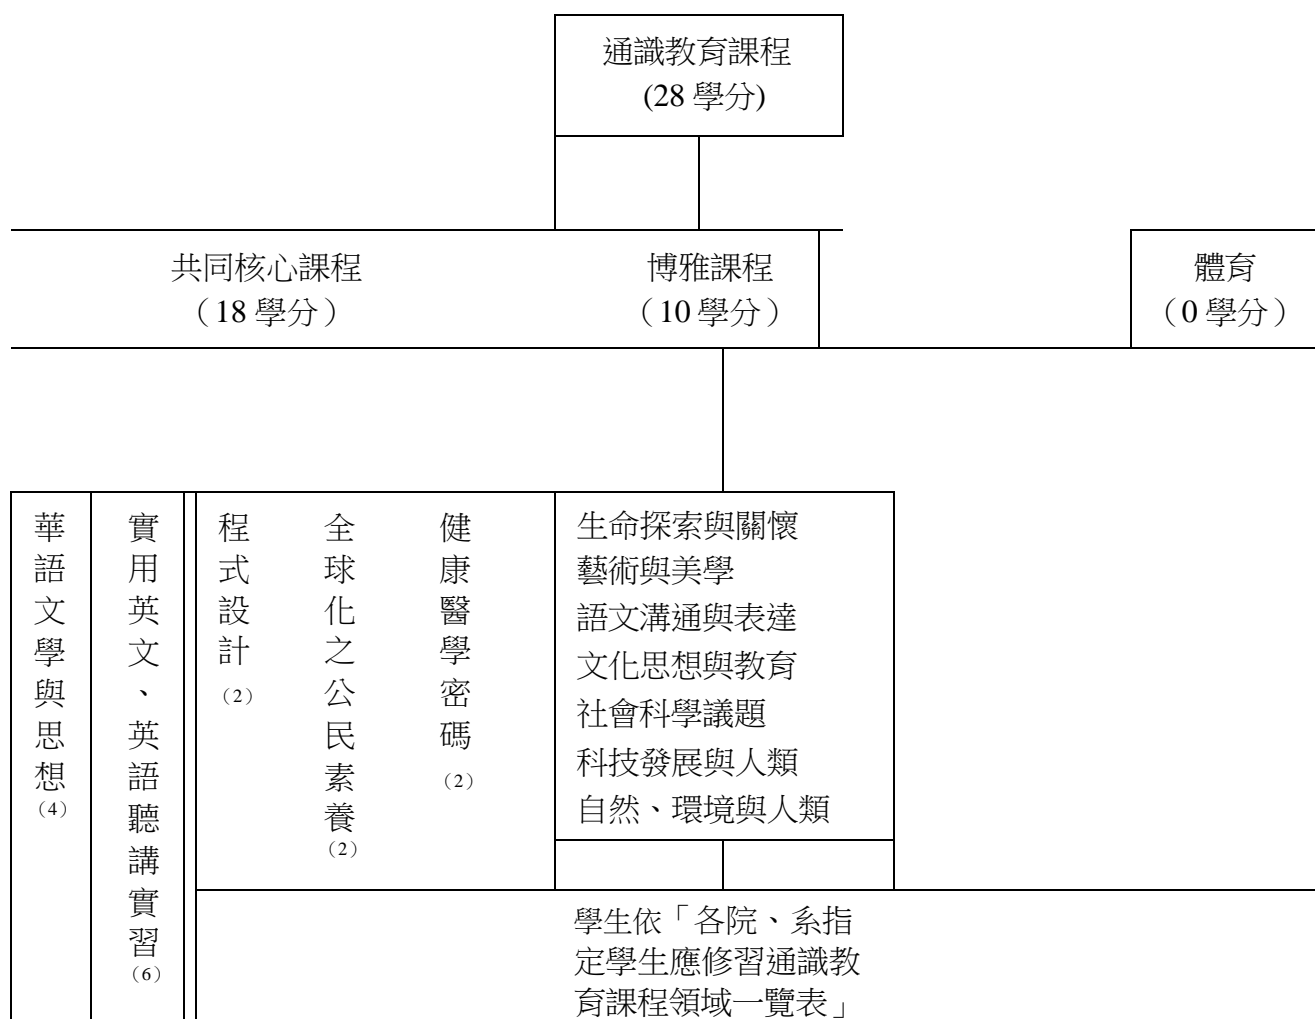 通識教育課程
(28 學分)
共同核心課程
（18 學分）
博雅課程
（10 學分）
體育
（0 學分）
華語文學與思想（4）
實用英文、英語聽講實習（6）
程式設計（2）
全球化之公民素養（2）
健康醫學密碼（2）
生命探索與關懷
藝術與美學
語文溝通與表達
文化思想與教育
社會科學議題
科技發展與人類
自然、環境與人類
學生依「各院、系指
定學生應修習通識教
育課程領域一覽表」